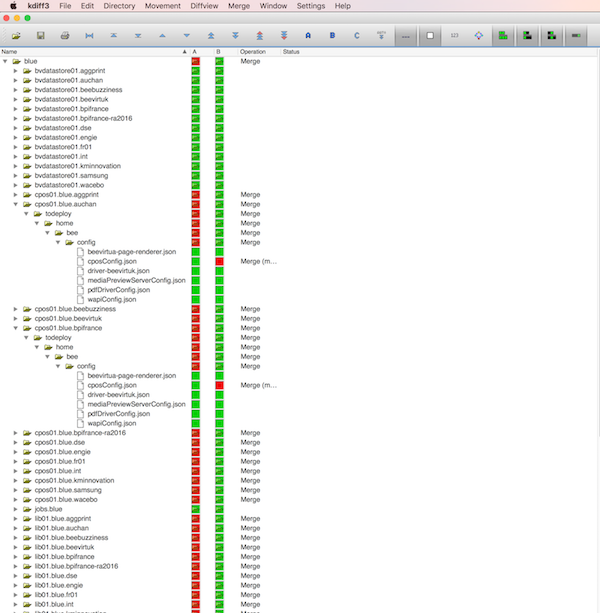 kdiff3 File Edit Directory Movement Diffview Merge Window Settings Help
A B C 123
Name A B Operation Status
blue Merge
bvdatastore01.aggprint
bvdatastore01.auchan
bvdatastore01.beebuzziness
bvdatastore01.beevirtuk
bvdatastore01.bpifrance
bvdatastore01.bpifrance-ra2016
bvdatastore01.dse
bvdatastore01.engie
bvdatastore01.fr01
bvdatastore01.int
bvdatastore01.kminnovation
bvdatastore01.samsung
bvdatastore01.wacebo
cpos01.blue.aggprint Merge
cpos01.blue.auchan Merge
todeploy Merge
home Merge
bee Merge
config Merge
beevirtua-page-renderer.json
cposConfig.json Merge (m...
driver-beevirtuk.json
mediaPreviewServerConfig.json
pdfDriverConfig.json
wapiConfig.json
cpos01.blue.beebuzziness Merge
cpos01.blue.beevirtuk Merge
cpos01.blue.bpifrance Merge
todeploy Merge
home Merge
bee Merge
config Merge
beevirtua-page-renderer.json
cposConfig.json Merge (m...
driver-beevirtuk.json
mediaPreviewServerConfig.json
pdfDriverConfig.json
wapiConfig.json
cpos01.blue.bpifrance-ra2016 Merge
cpos01.blue.dse Merge
cpos01.blue.engie Merge
cpos01.blue.fr01 Merge
cpos01.blue.int Merge
cpos01.blue.kminnovation Merge
cpos01.blue.samsung Merge
cpos01.blue.wacebo Merge
jobs.blue
lib01.blue.aggprint Merge
lib01.blue.auchan Merge
lib01.blue.beebuzziness Merge
lib01.blue.beevirtuk Merge
lib01.blue.bpifrance Merge
lib01.blue.bpifrance-ra2016 Merge
lib01.blue.dse Merge
lib01.blue.engie Merge
lib01.blue.fr01 Merge
lib01.blue.int Merge